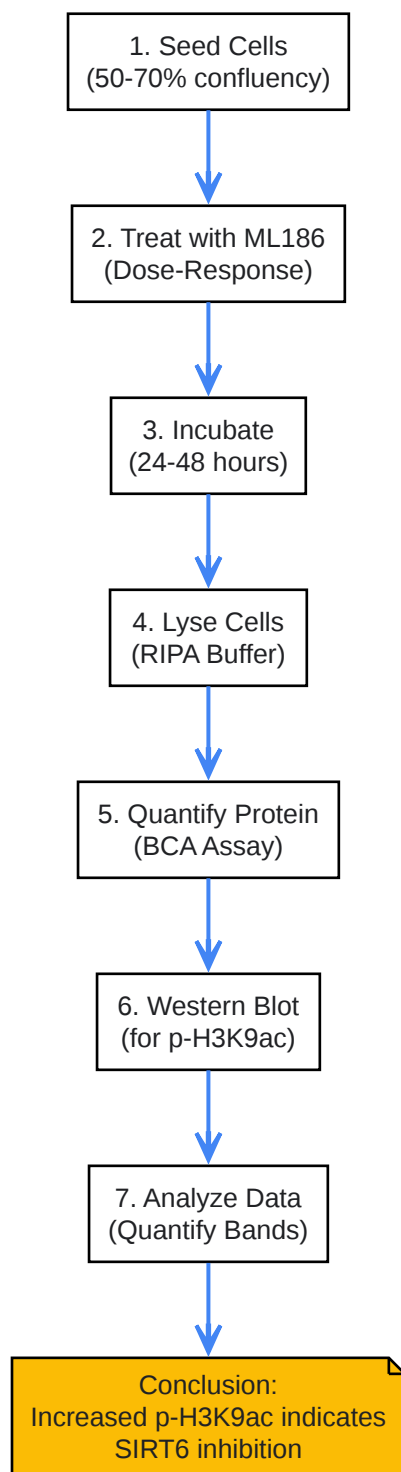 1. Seed Cells
(50-70% confluency)
2. Treat with ML186
(Dose-Response)
3. Incubate
(24-48 hours)
4. Lyse Cells
(RIPA Buffer)
5. Quantify Protein
(BCA Assay)
6. Western Blot
(for p-H3K9ac)
7. Analyze Data
(Quantify Bands)
Conclusion:
Increased p-H3K9ac indicates
SIRT6 inhibition